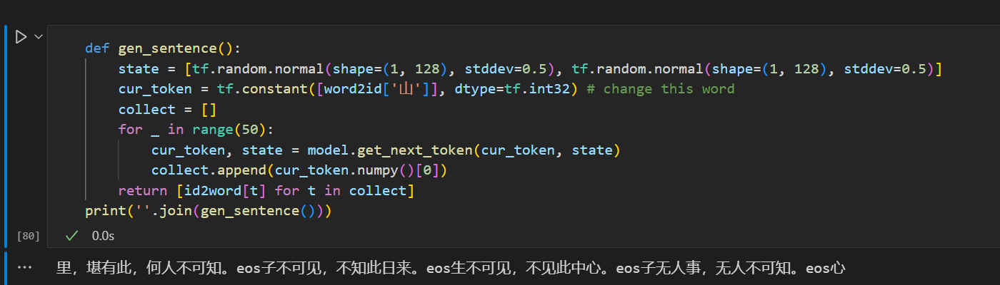 def gen_sentence():
    state = [tf.random.normal(shape=(1, 128), stddev=0.5), tf.random.normal(shape=(1, 128), stddev=0.5)]
    cur_token = tf.constant([word2id['山']], dtype=tf.int32) # change this word
    collect = []
    for _ in range(50):
        cur_token, state = model.get_next_token(cur_token, state)
        collect.append(cur_token.numpy()[0])
    return [id2word[t] for t in collect]
print(''.join(gen_sentence()))
[80] 0.0s
里，堪有此，何人不可知。eos子不可见，不知此日来。eos生不可见，不见此中心。eos子无人事，无人不可知。eos心